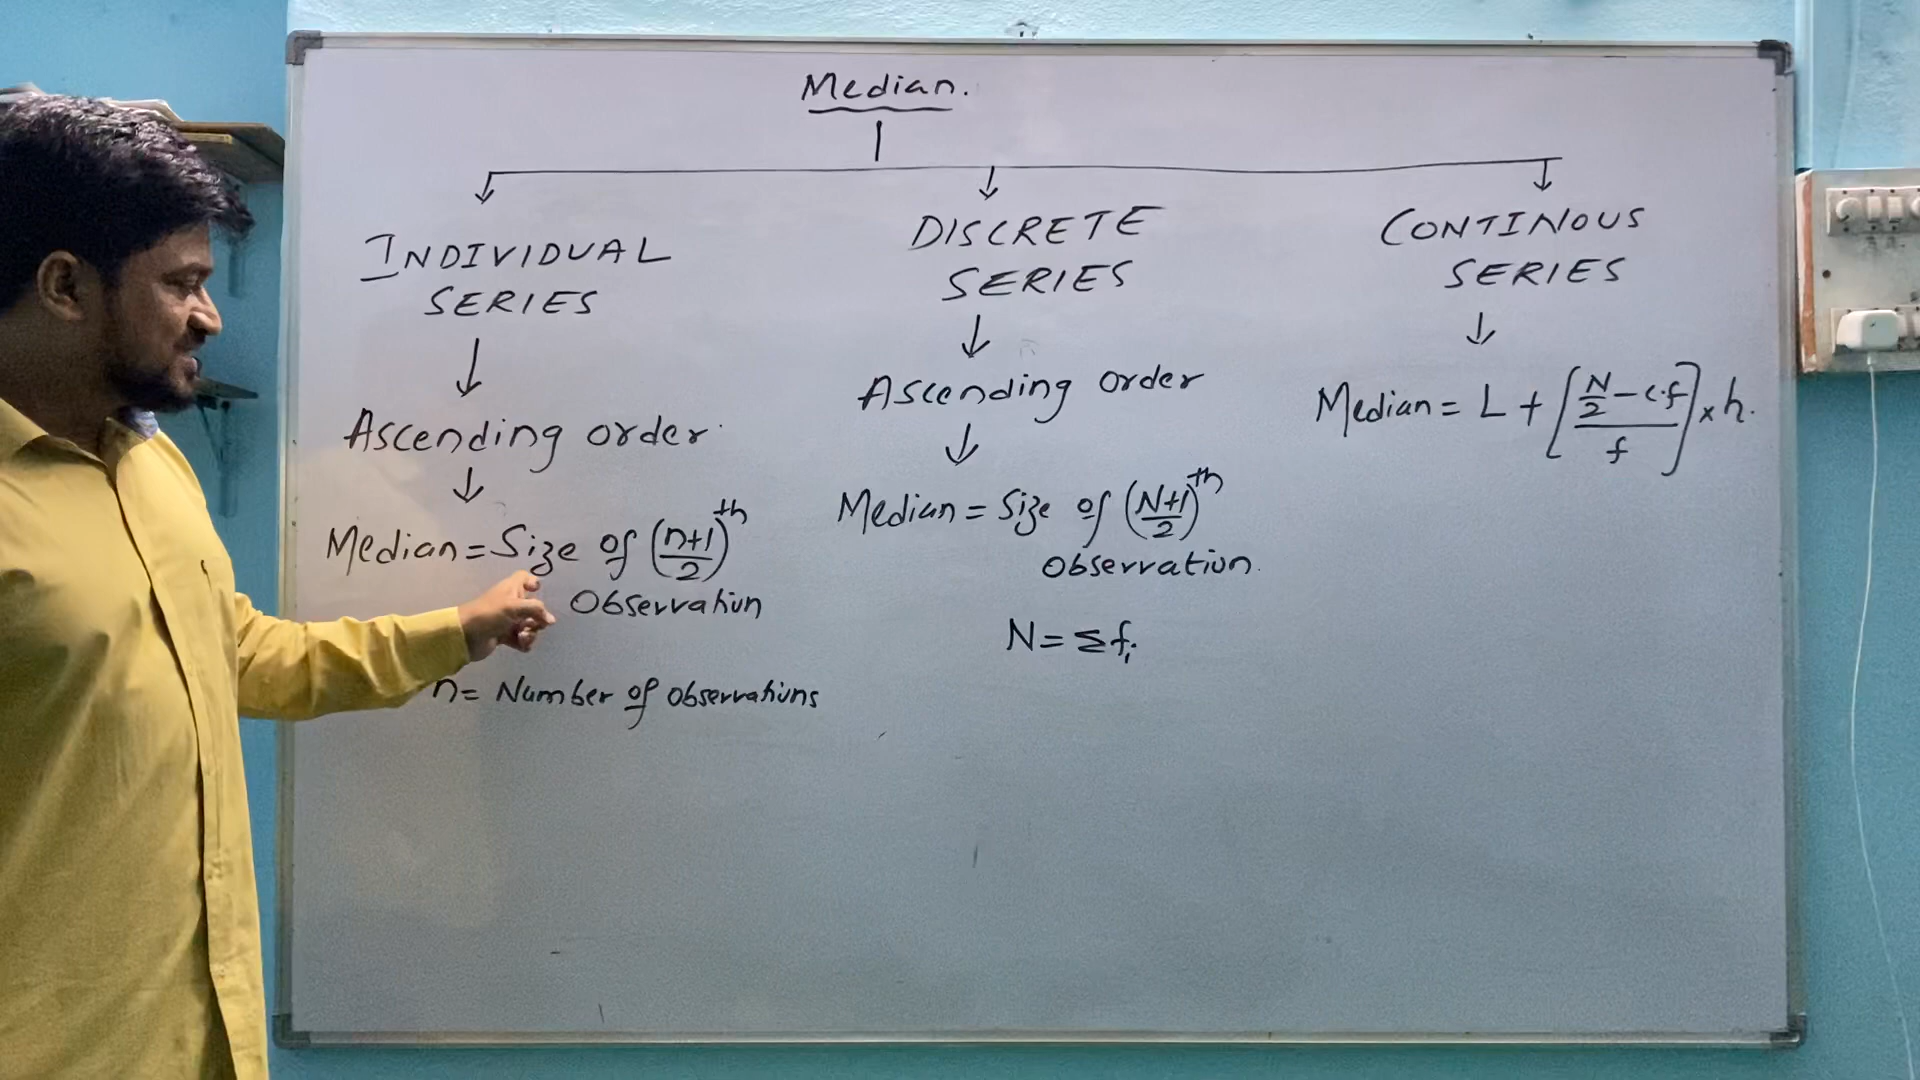 Median.
INDIVIDUAL
SERIES
Ascending order.
Median = Size of (n+1/2)th
Observation
n = Number of observations
DISCRETE
SERIES
Ascending order
Median = Size of (N+1/2)th
Observation.
N = Σfi
CONTINOUS
SERIES
Median = L + [N/2 - c.f / f] x h.